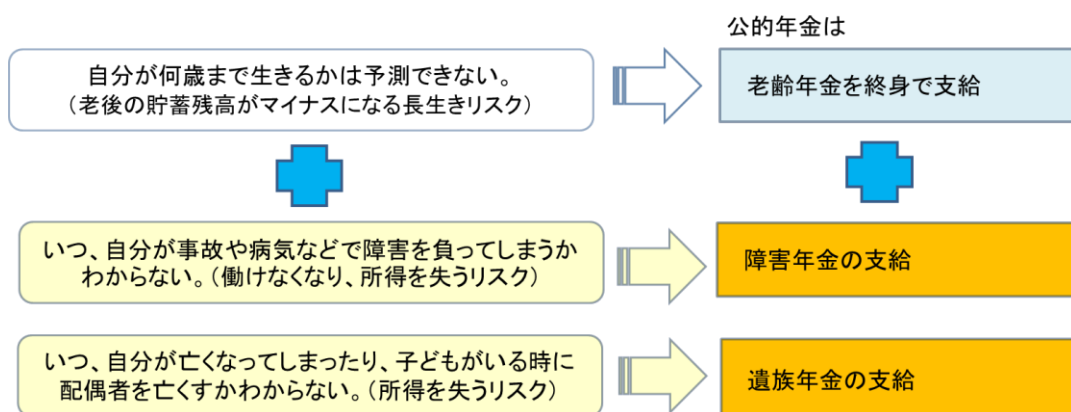 公的年金は
自分が何歳まで生きるかは予測できない。
（老後の貯蓄残高がマイナスになる長生きリスク）
老齢年金を終身で支給
いつ、自分が事故や病気などで障害を負ってしまうか
わからない。（働けなくなり、所得を失うリスク）
障害年金の支給
いつ、自分が亡くなってしまったり、子どもがいる時に
配偶者を亡くすかわからない。（所得を失うリスク）
遺族年金の支給